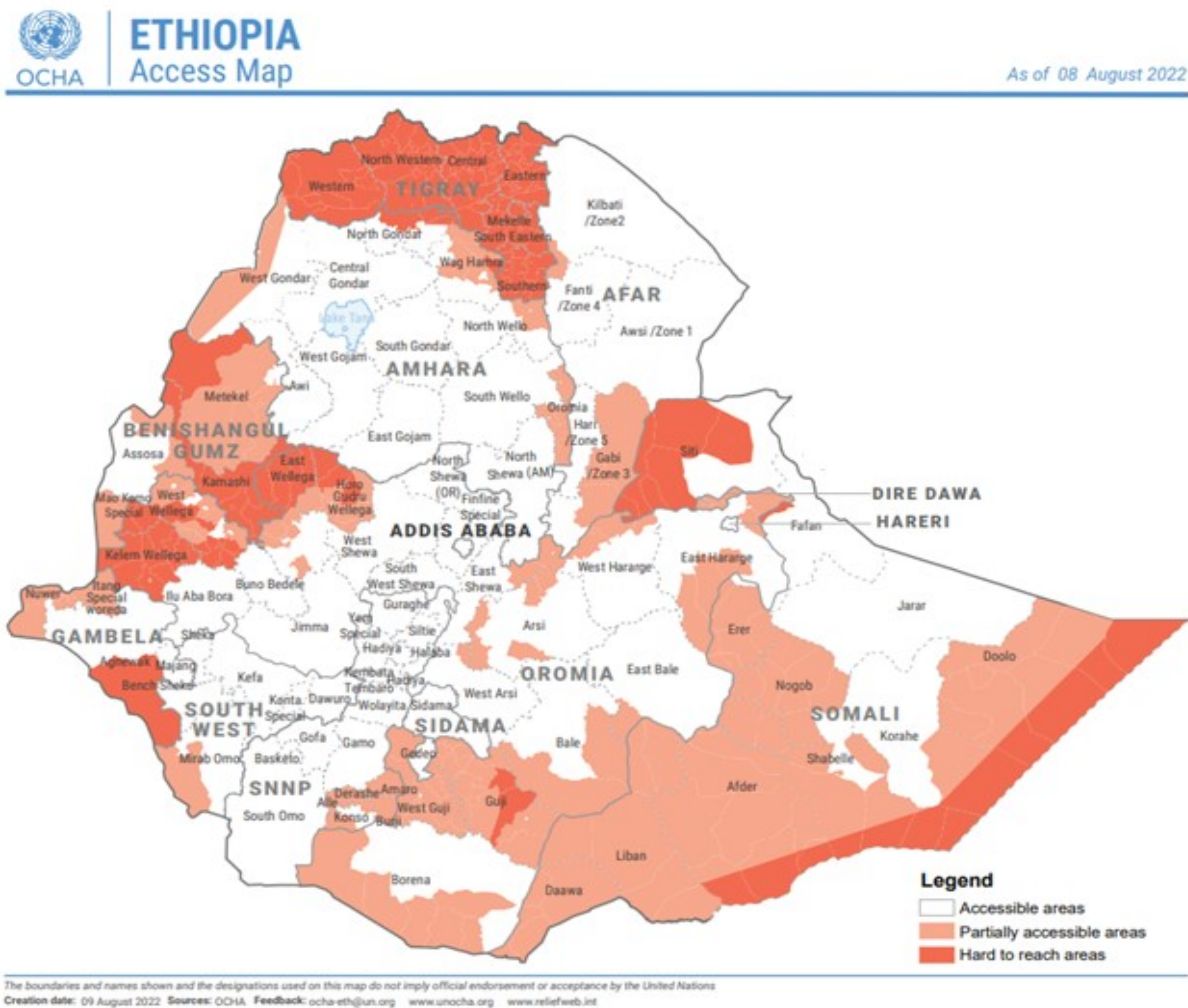 OCHA
ETHIOPIA
Access Map
As of 08 August 2022
North Western
Central
Eastern
Western
TIGRAY
Kilbati
/Zone2
Mekelle
North Gondar
South Eastern
Wag Hamra
Central
Gondar
West Gondar
Southern
Fanti
/Zone 4
AFAR
Lake Tana
North Wello
Awsi /Zone 1
South Gondar
West Gojam
AMHARA
Awi
Metekel
South Wello
Oromia
Hari
/Zone 5
BENISHANGUL
GUMZ
East Gojam
Siti
Assosa
North
Shewa
(OR)
North
Shewa (AM)
Gabi
/Zone 3
East
Wellega
Kamashi
Horo
Gudru
Wellega
Mao Komo
Special
West
Wellega
Finfine
Special
DIRE DAWA
HARERI
Fafan
ADDIS ABABA
West
Shewa
Kelem Wellega
East Hararge
West Hararge
South
West Shewa
East
Shewa
Buno Bedele
Itang
Special
woreda
Nuwer
Ilu Aba Bora
Guraghe
Jarar
Yem
Special
Siltie
Jimma
Arsi
Erer
GAMBELA
Sheka
Hadiya
Halaba
Doolo
Agnewak
Majang
Kembata
Tembaro
Hadiya
OROMIA
East Bale
Bench Sheko
Kefa
Nogob
Konta
Special
Dawuro
Wolayita
Sidama
West Arsi
SOUTH
WEST
SIDAMA
SOMALI
Gofa
Gamo
Bale
Korahe
Mirab Omo
Basketo
Gedeo
Shabelle
SNNP
Derashe
Amaro
Guji
Afder
Alle
West Guji
South Omo
Konso
Burji
Liban
Borena
Daawa
Legend
Accessible areas
Partially accessible areas
Hard to reach areas
The boundaries and names shown and the designations used on this map do not imply official endorsement or acceptance by the United Nations
Creation date: 09 August 2022 Sources: OCHA Feedback: ocha-eth@un.org www.unocha.org www.reliefweb.int